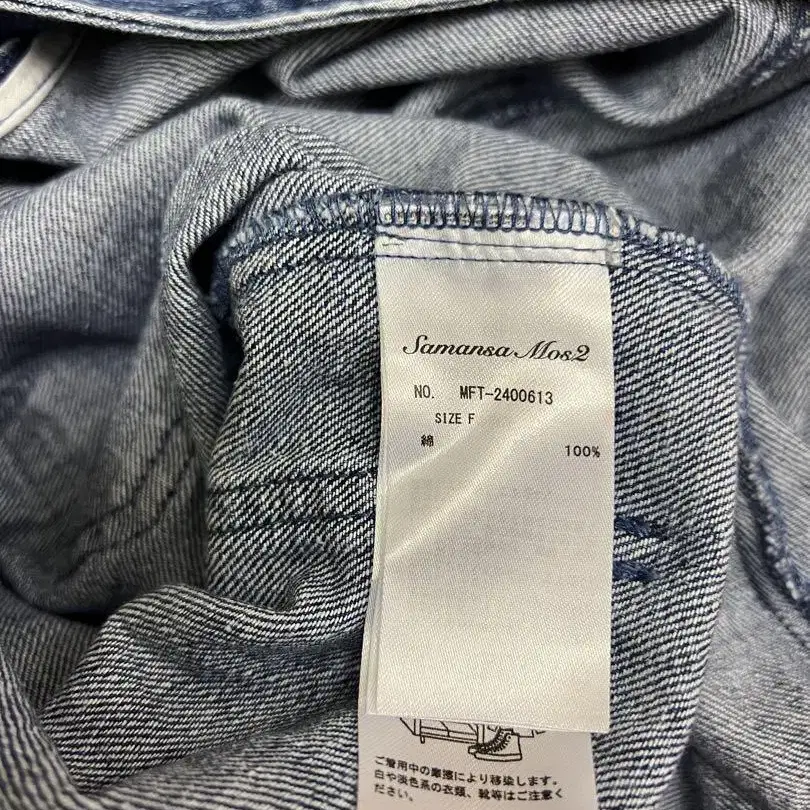 Samansa Mos2
NO. MFT-2400613
SIZE F
綿 100%
ご着用中の摩擦により移染します。
白や淡色系の衣類、靴等はご注意く
ださい。